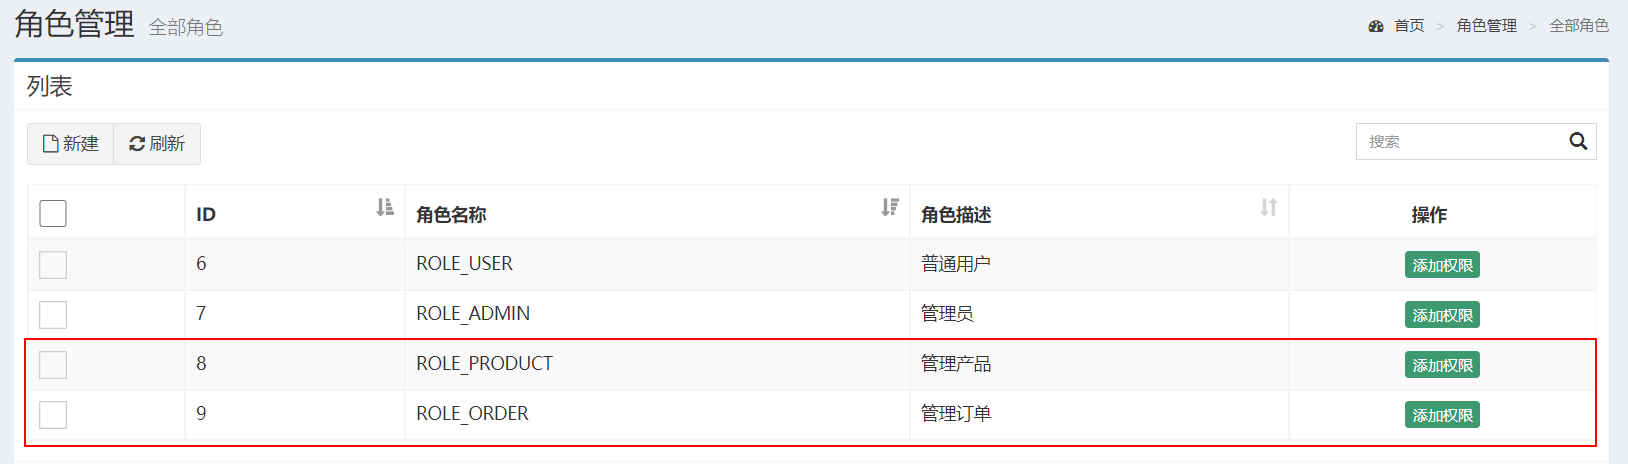 角色管理 全部角色
首页 > 角色管理 > 全部角色
列表
新建 刷新
搜索
ID 角色名称 角色描述 操作
6 ROLE_USER 普通用户 添加权限
7 ROLE_ADMIN 管理员 添加权限
8 ROLE_PRODUCT 管理产品 添加权限
9 ROLE_ORDER 管理订单 添加权限